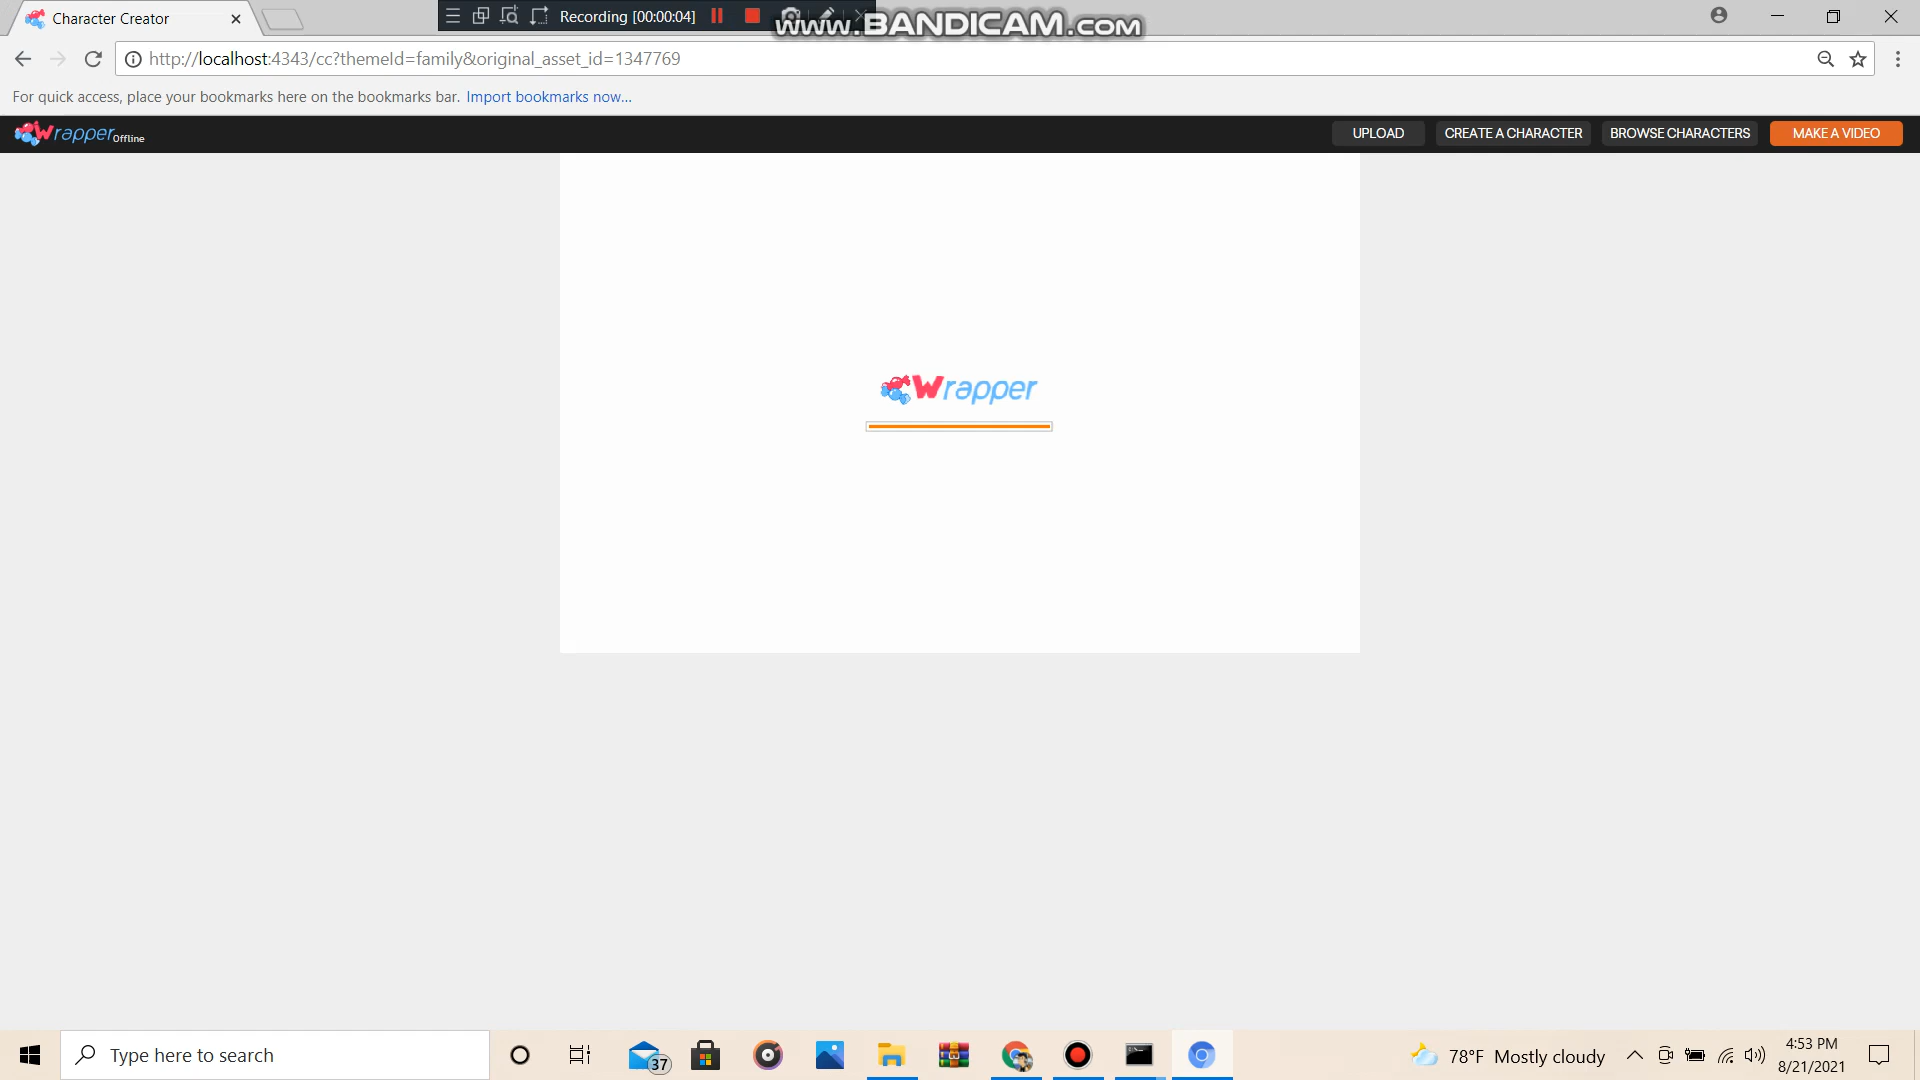 Character Creator
Recording [00:00:04]
www.BANDICAM.com
http://localhost:4343/cc?themeId=family&original_asset_id=1347769
For quick access, place your bookmarks here on the bookmarks bar. Import bookmarks now...
Wrapper Offline
UPLOAD
CREATE A CHARACTER
BROWSE CHARACTERS
MAKE A VIDEO
Wrapper
Type here to search
37
78°F Mostly cloudy
4:53 PM
8/21/2021